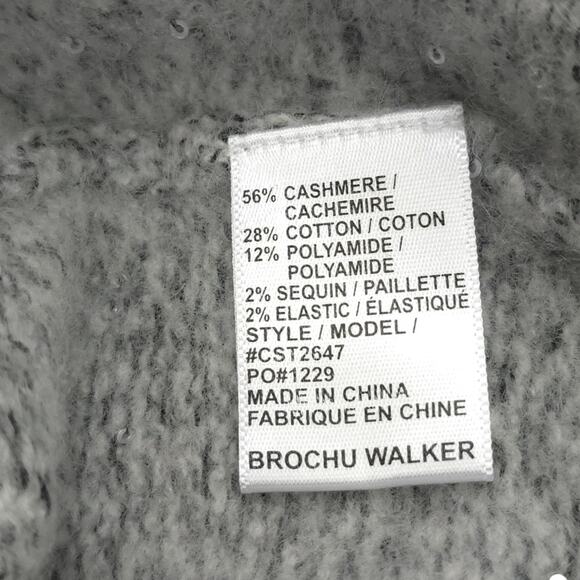 56% CASHMERE /
CACHEMIRE
28% COTTON / COTON
12% POLYAMIDE /
POLYAMIDE
2% SEQUIN / PAILLETTE
2% ELASTIC / ÉLASTIQUE
STYLE / MODEL /
#CST2647
PO#1229
MADE IN CHINA
FABRIQUE EN CHINE
BROCHU WALKER